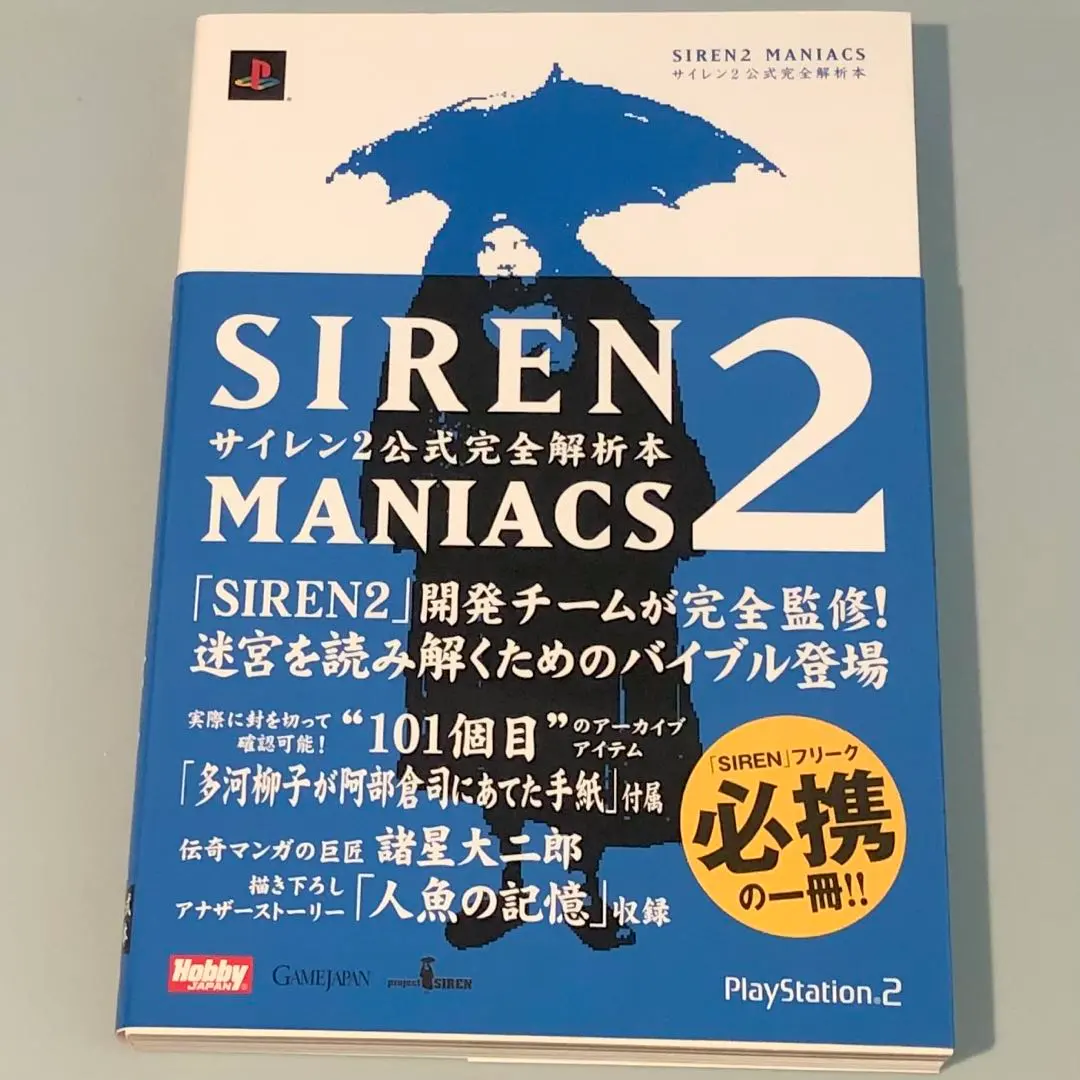 SIREN2 MANIACS
サイレン2公式完全解析本
SIREN 2
サイレン2公式完全解析本
MANIACS
「SIREN2」開発チームが完全監修!
迷宮を読み解くためのバイブル登場
実際に封を切って
確認可能!
“101個目”
のアーカイブ
アイテム
「多河柳子が阿部倉司にあてた手紙」付属
伝奇マンガの巨匠 諸星大二郎
描き下ろし
アナザーストーリー
「人魚の記憶」収録
「SIREN」フリーク
必携
の一冊!!
Hobby
JAPAN
GAMEJAPAN
project SIREN
PlayStation.2